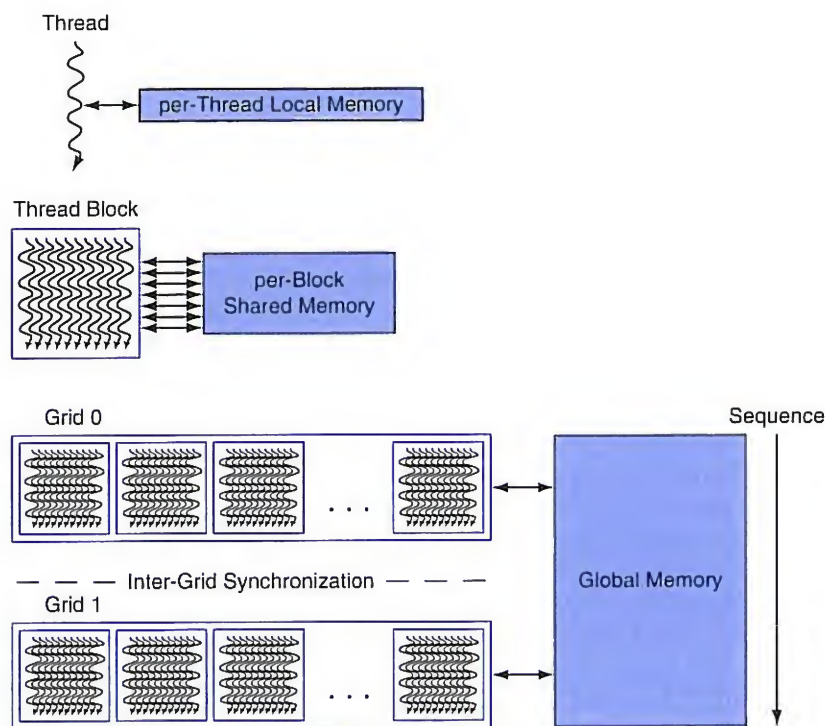 Thread
per-Thread Local Memory
Thread Block
per-Block
Shared Memory
Grid 0
Sequence
. . .
Inter-Grid Synchronization
Global Memory
Grid 1
. . .